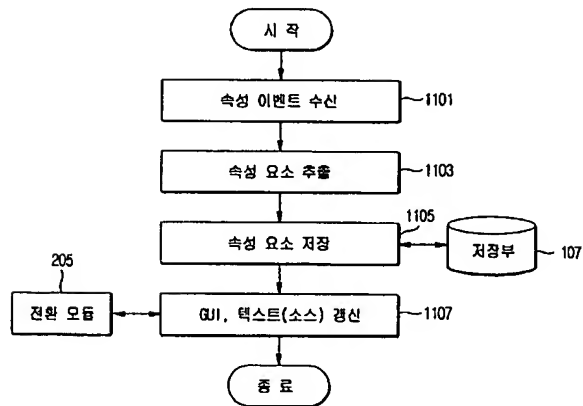 시 작
속성 이벤트 수신
1101
속성 요소 추출
1103
1105
속성 요소 저장
저장부
107
205
전환 모듈
GUI, 텍스트(소스) 갱신
1107
종 료